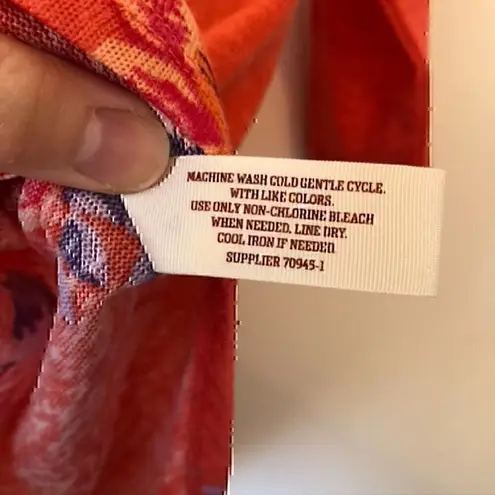 MACHINE WASH COLD GENTLE CYCLE.
WITH LIKE COLORS.
USE ONLY NON-CHLORINE BLEACH
WHEN NEEDED. LINE DRY.
COOL IRON IF NEEDED.
SUPPLIER 70945-1